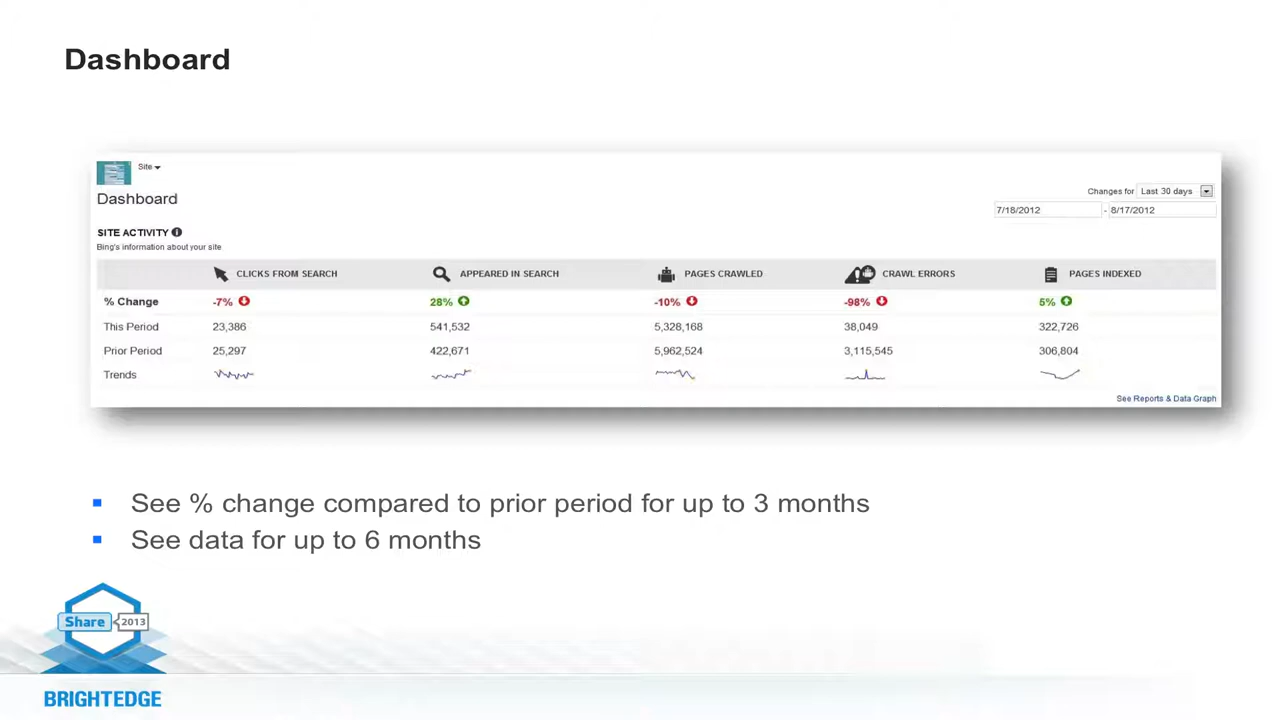 Dashboard
Site
Dashboard
Changes for Last 30 days
7/18/2012 - 8/17/2012
SITE ACTIVITY
Bing's information about your site
CLICKS FROM SEARCH APPEARED IN SEARCH PAGES CRAWLED CRAWL ERRORS PAGES INDEXED
% Change -7% 28% -10% -98% 5%
This Period 23,386 541,532 5,328,168 38,049 322,726
Prior Period 25,297 422,671 5,962,524 3,115,545 306,804
Trends
See Reports & Data Graph
See % change compared to prior period for up to 3 months
See data for up to 6 months
Share 2013
BRIGHTEDGE